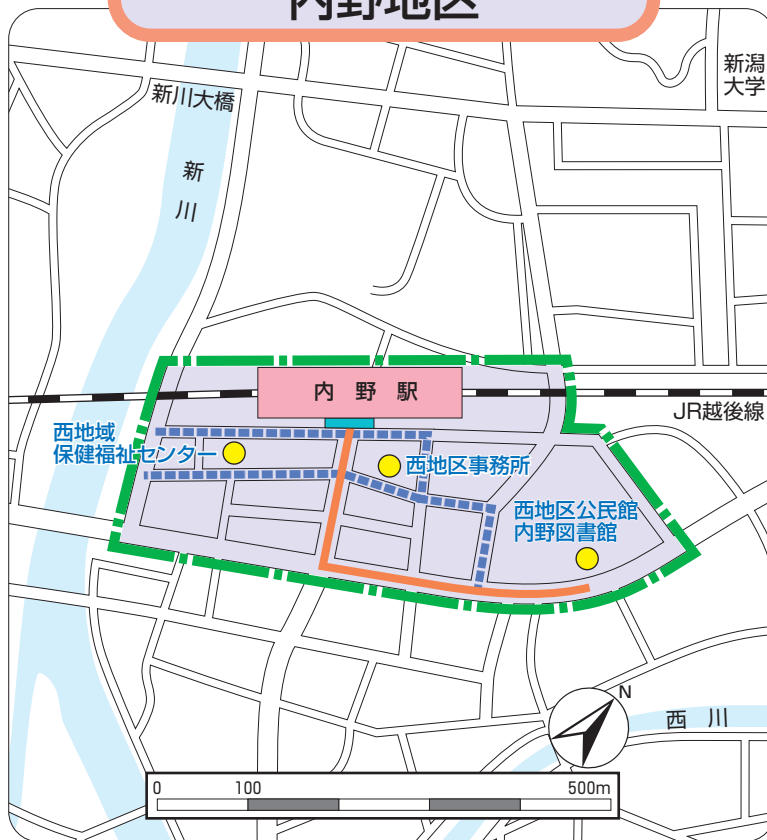 内野地区
新潟
大学
新川大橋
新
川
内野駅
JR越後線
西地域
保健福祉センター
西地区事務所
西地区公民館
内野図書館
N
西川
0 100 500m